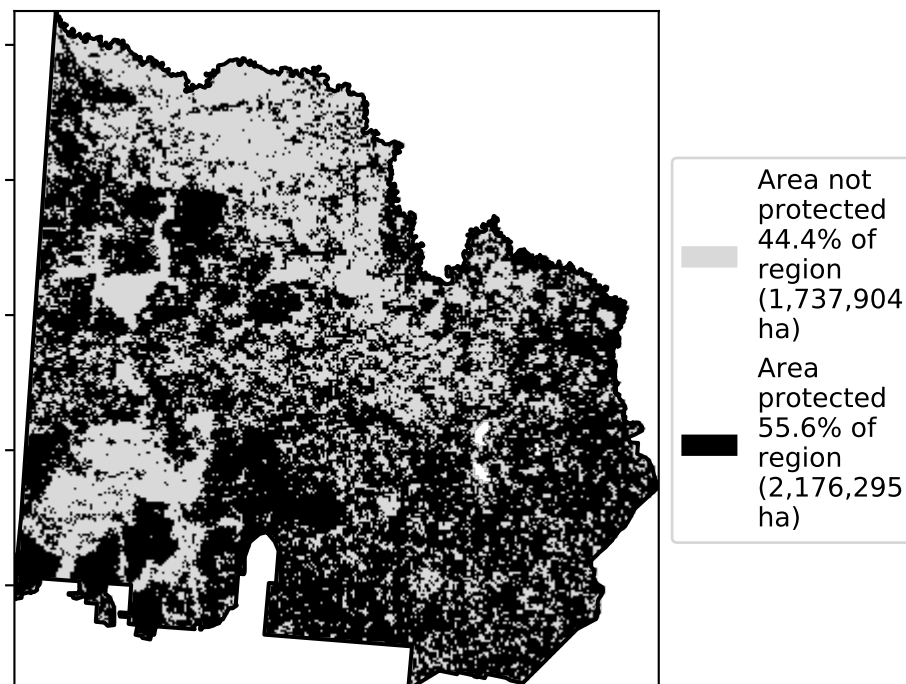 Area not
protected
44.4% of
region
(1,737,904
ha)
Area
protected
55.6% of
region
(2,176,295
ha)